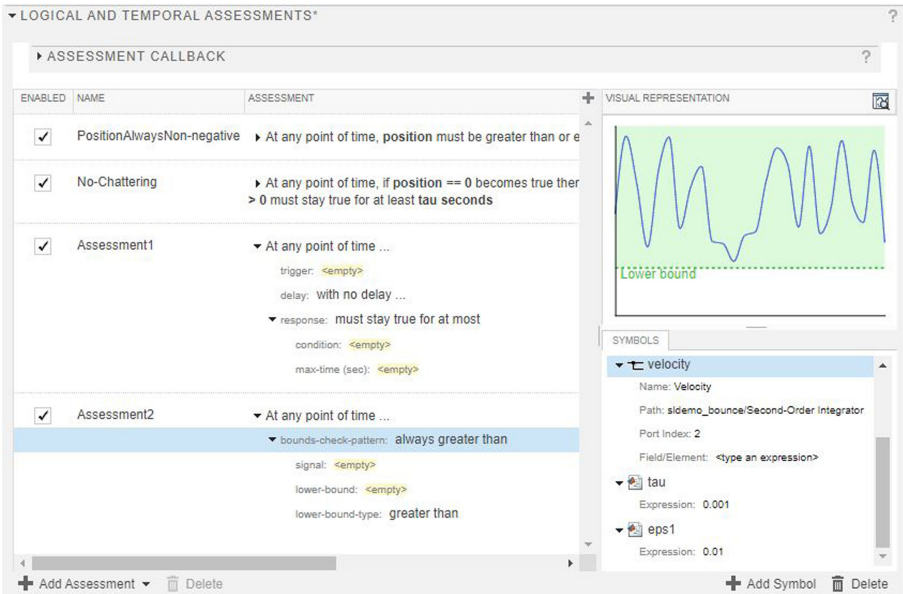 LOGICAL AND TEMPORAL ASSESSMENTS*
?
ASSESSMENT CALLBACK
?
ENABLED NAME ASSESSMENT
PositionAlwaysNon-negative At any point of time, position must be greater than or e
No-Chattering At any point of time, if position == 0 becomes true then
> 0 must stay true for at least tau seconds
Assessment1 At any point of time ...
trigger: <empty>
delay: with no delay ...
response: must stay true for at most
condition: <empty>
max-time (sec): <empty>
Assessment2 At any point of time ...
bounds-check-pattern: always greater than
signal: <empty>
lower-bound: <empty>
lower-bound-type: greater than
Add Assessment Delete
VISUAL REPRESENTATION
Lower bound
SYMBOLS
velocity
Name: Velocity
Path: sldemo_bounce/Second-Order Integrator
Port Index: 2
Field/Element: <type an expression>
tau
Expression: 0.001
eps1
Expression: 0.01
Add Symbol Delete